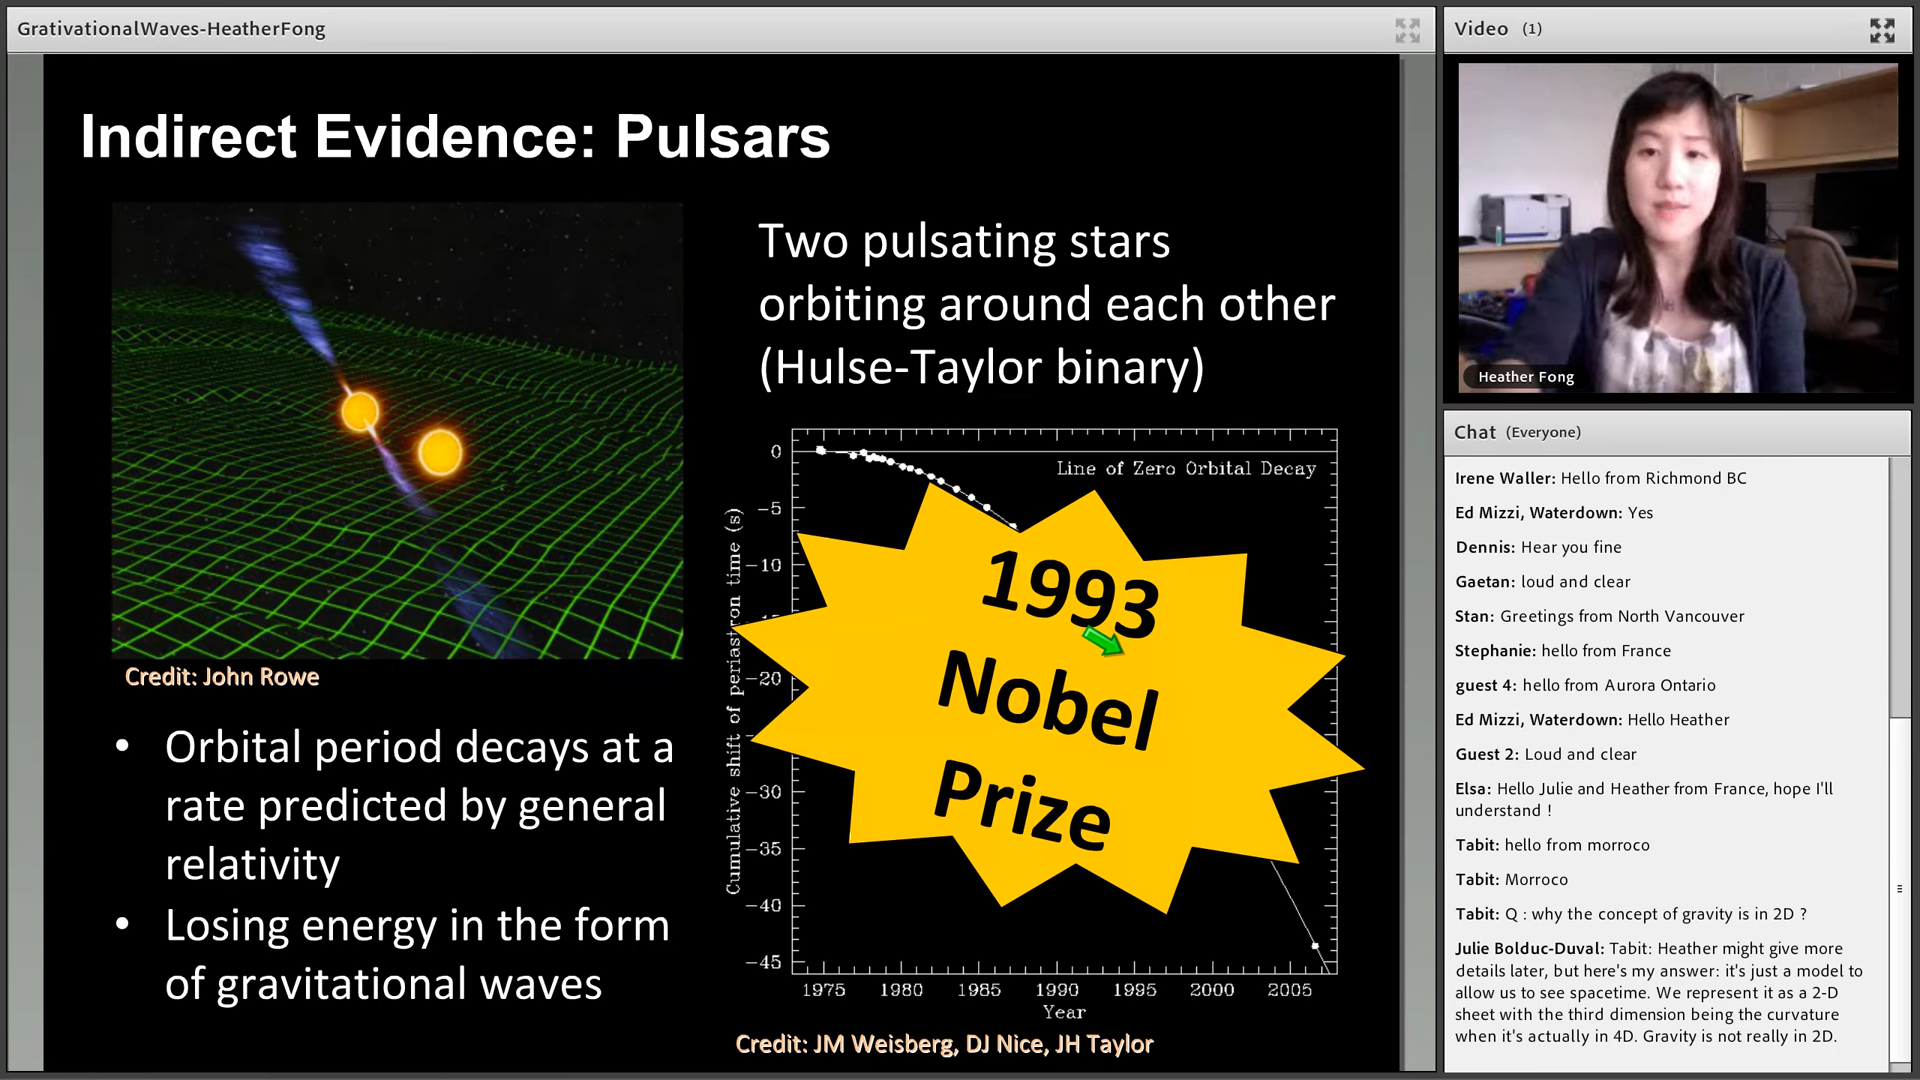 GrativationalWaves-HeatherFong
Indirect Evidence: Pulsars
Two pulsating stars
orbiting around each other
(Hulse-Taylor binary)
Credit: John Rowe
• Orbital period decays at a
rate predicted by general
relativity
• Losing energy in the form
of gravitational waves
Line of Zero Orbital Decay
Cumulative shift of periastron time (s)
0
−5
−10
−20
−30
−35
−40
−45
1975 1980 1985 1990 1995 2000 2005
Year
1993
Nobel
Prize
Credit: JM Weisberg, DJ Nice, JH Taylor
Video (1)
Heather Fong
Chat (Everyone)
Irene Waller: Hello from Richmond BC
Ed Mizzi, Waterdown: Yes
Dennis: Hear you fine
Gaetan: loud and clear
Stan: Greetings from North Vancouver
Stephanie: hello from France
guest 4: hello from Aurora Ontario
Ed Mizzi, Waterdown: Hello Heather
Guest 2: Loud and clear
Elsa: Hello Julie and Heather from France, hope I'll
understand !
Tabit: hello from morroco
Tabit: Morroco
Tabit: Q : why the concept of gravity is in 2D ?
Julie Bolduc-Duval: Tabit: Heather might give more
details later, but here's my answer: it's just a model to
allow us to see spacetime. We represent it as a 2-D
sheet with the third dimension being the curvature
when it's actually in 4D. Gravity is not really in 2D.